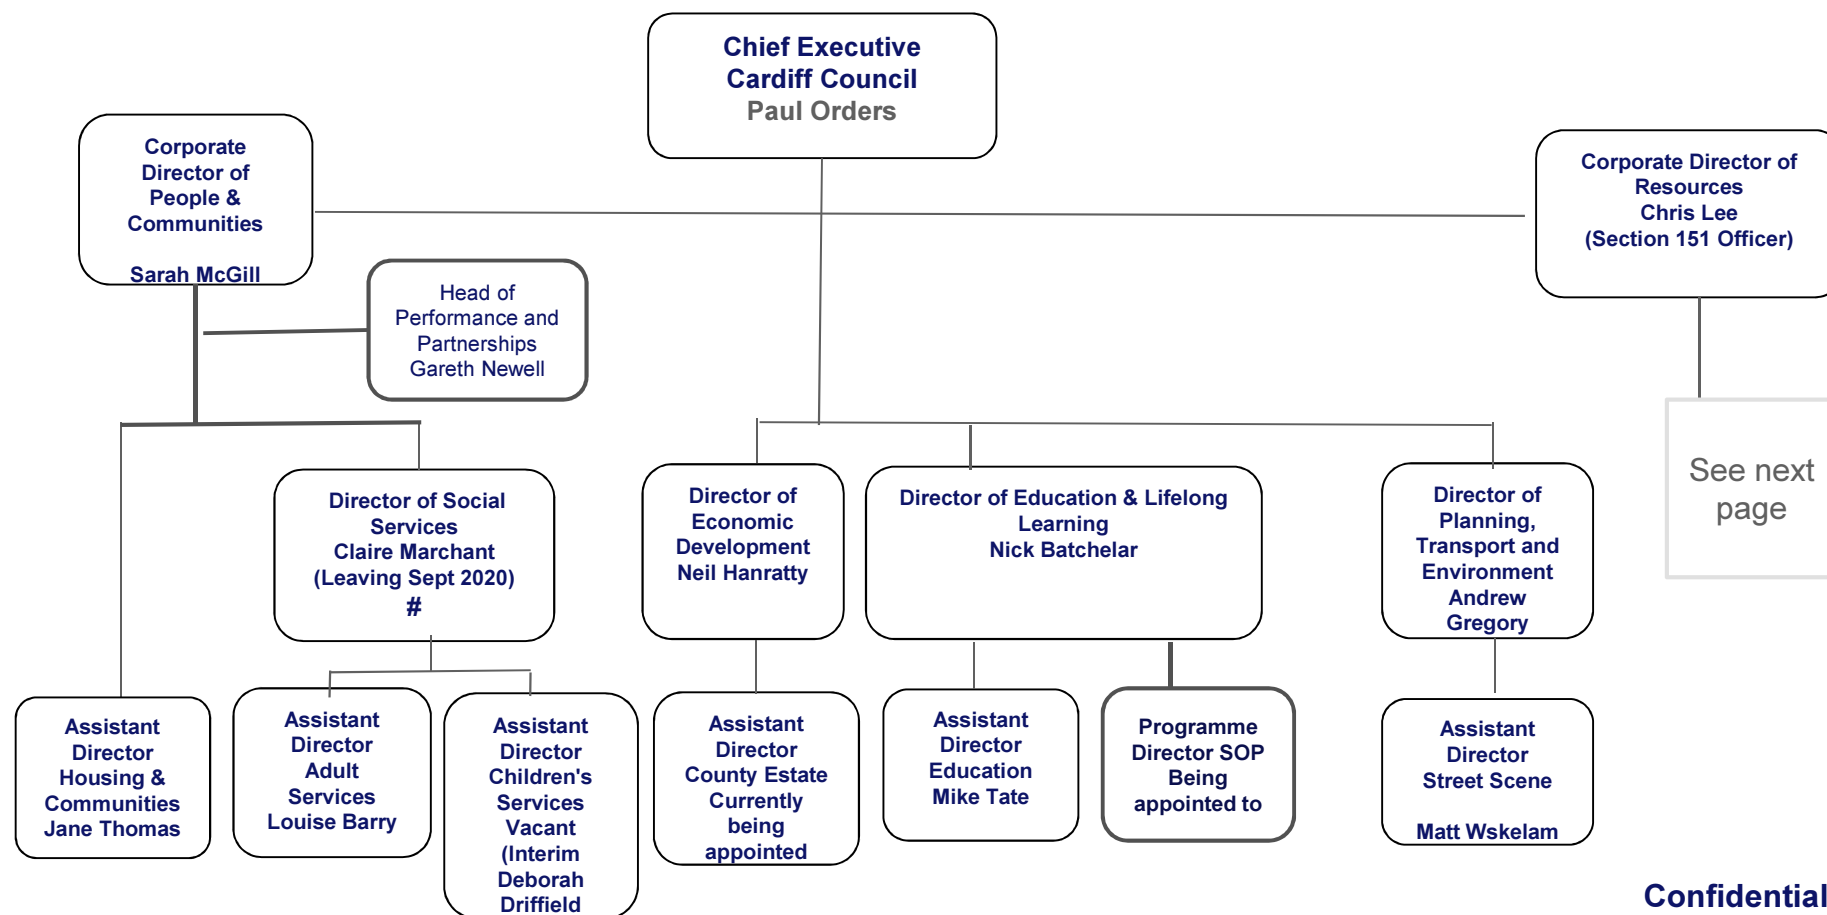 Chief Executive
Cardiff Council
Paul Orders
Corporate
Director of
People &
Communities
Sarah McGill
Corporate Director of
Resources
Chris Lee
(Section 151 Officer)
Head of
Performance and
Partnerships
Gareth Newell
See next
page
Director of Social
Services
Claire Marchant
(Leaving Sept 2020)
#
Director of
Economic
Development
Neil Hanratty
Director of Education & Lifelong
Learning
Nick Batchelar
Director of
Planning,
Transport and
Environment
Andrew
Gregory
Assistant
Director
Housing &
Communities
Jane Thomas
Assistant
Director
Adult
Services
Louise Barry
Assistant
Director
Children's
Services
Vacant
(Interim
Deborah
Driffield
Assistant
Director
County Estate
Currently
being
appointed
Assistant
Director
Education
Mike Tate
Programme
Director SOP
Being
appointed to
Assistant
Director
Street Scene
Matt Wskelam
Confidential